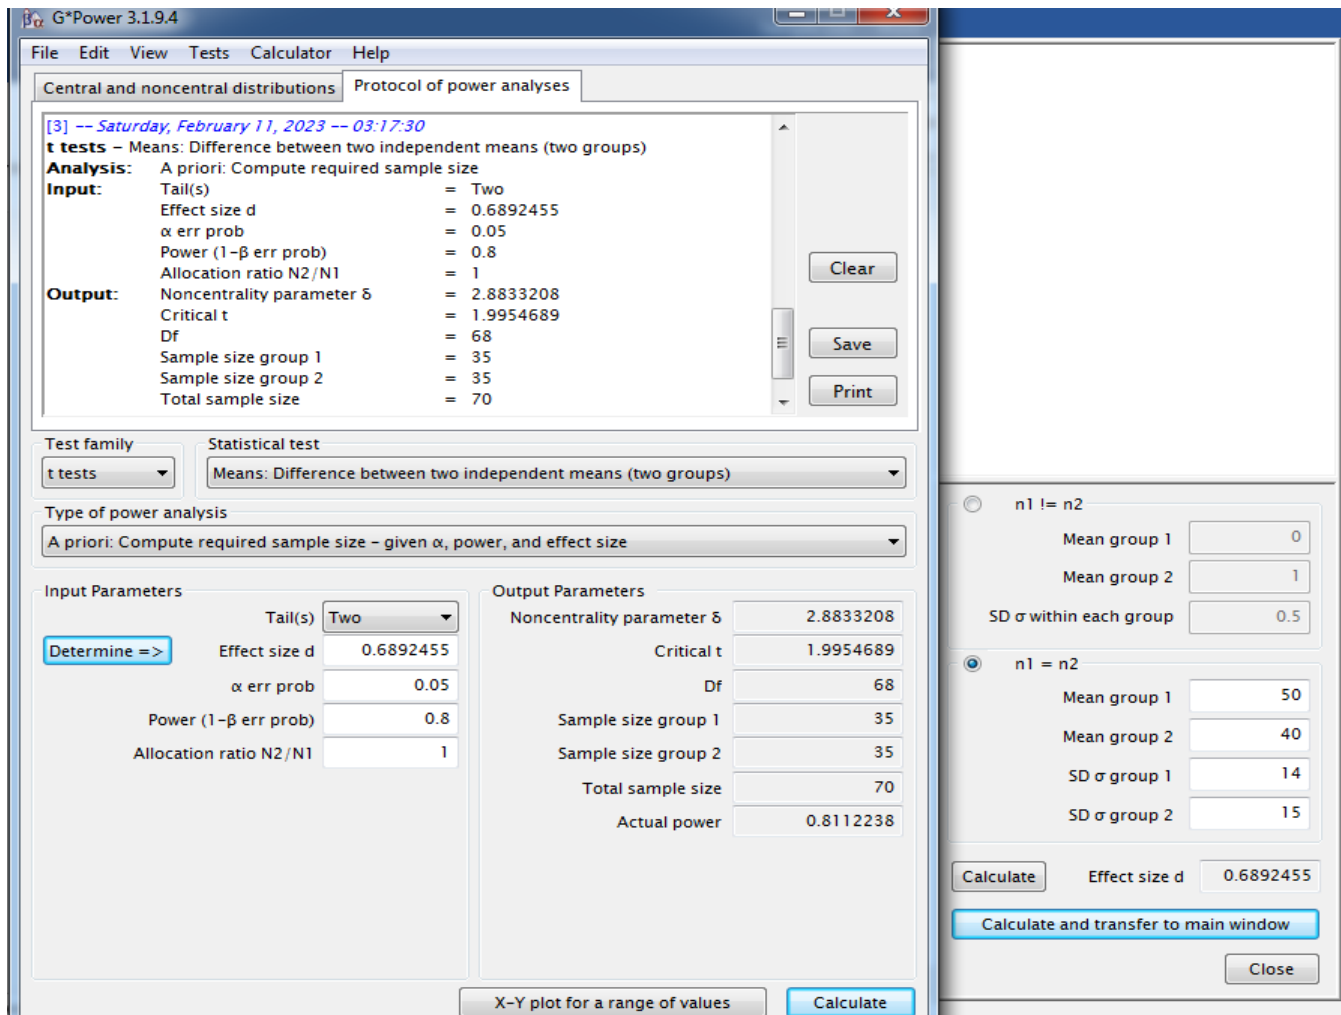 G*Power 3.1.9.4
File Edit View Tests Calculator Help
Central and noncentral distributions Protocol of power analyses
[3] -- Saturday, February 11, 2023 -- 03:17:30
t tests – Means: Difference between two independent means (two groups)
Analysis: A priori: Compute required sample size
Input: Tail(s) = Two
Effect size d = 0.6892455
α err prob = 0.05
Power (1-β err prob) = 0.8
Allocation ratio N2/N1 = 1
Output: Noncentrality parameter δ = 2.8833208
Critical t = 1.9954689
Df = 68
Sample size group 1 = 35
Sample size group 2 = 35
Total sample size = 70
Clear
Save
Print
Test family
t tests
Statistical test
Means: Difference between two independent means (two groups)
Type of power analysis
A priori: Compute required sample size – given α, power, and effect size
Input Parameters
Tail(s) Two
Determine => Effect size d 0.6892455
α err prob 0.05
Power (1-β err prob) 0.8
Allocation ratio N2/N1 1
Output Parameters
Noncentrality parameter δ 2.8833208
Critical t 1.9954689
Df 68
Sample size group 1 35
Sample size group 2 35
Total sample size 70
Actual power 0.8112238
X-Y plot for a range of values Calculate
n1 != n2
Mean group 1 0
Mean group 2 1
SD σ within each group 0.5
n1 = n2
Mean group 1 50
Mean group 2 40
SD σ group 1 14
SD σ group 2 15
Calculate Effect size d 0.6892455
Calculate and transfer to main window
Close